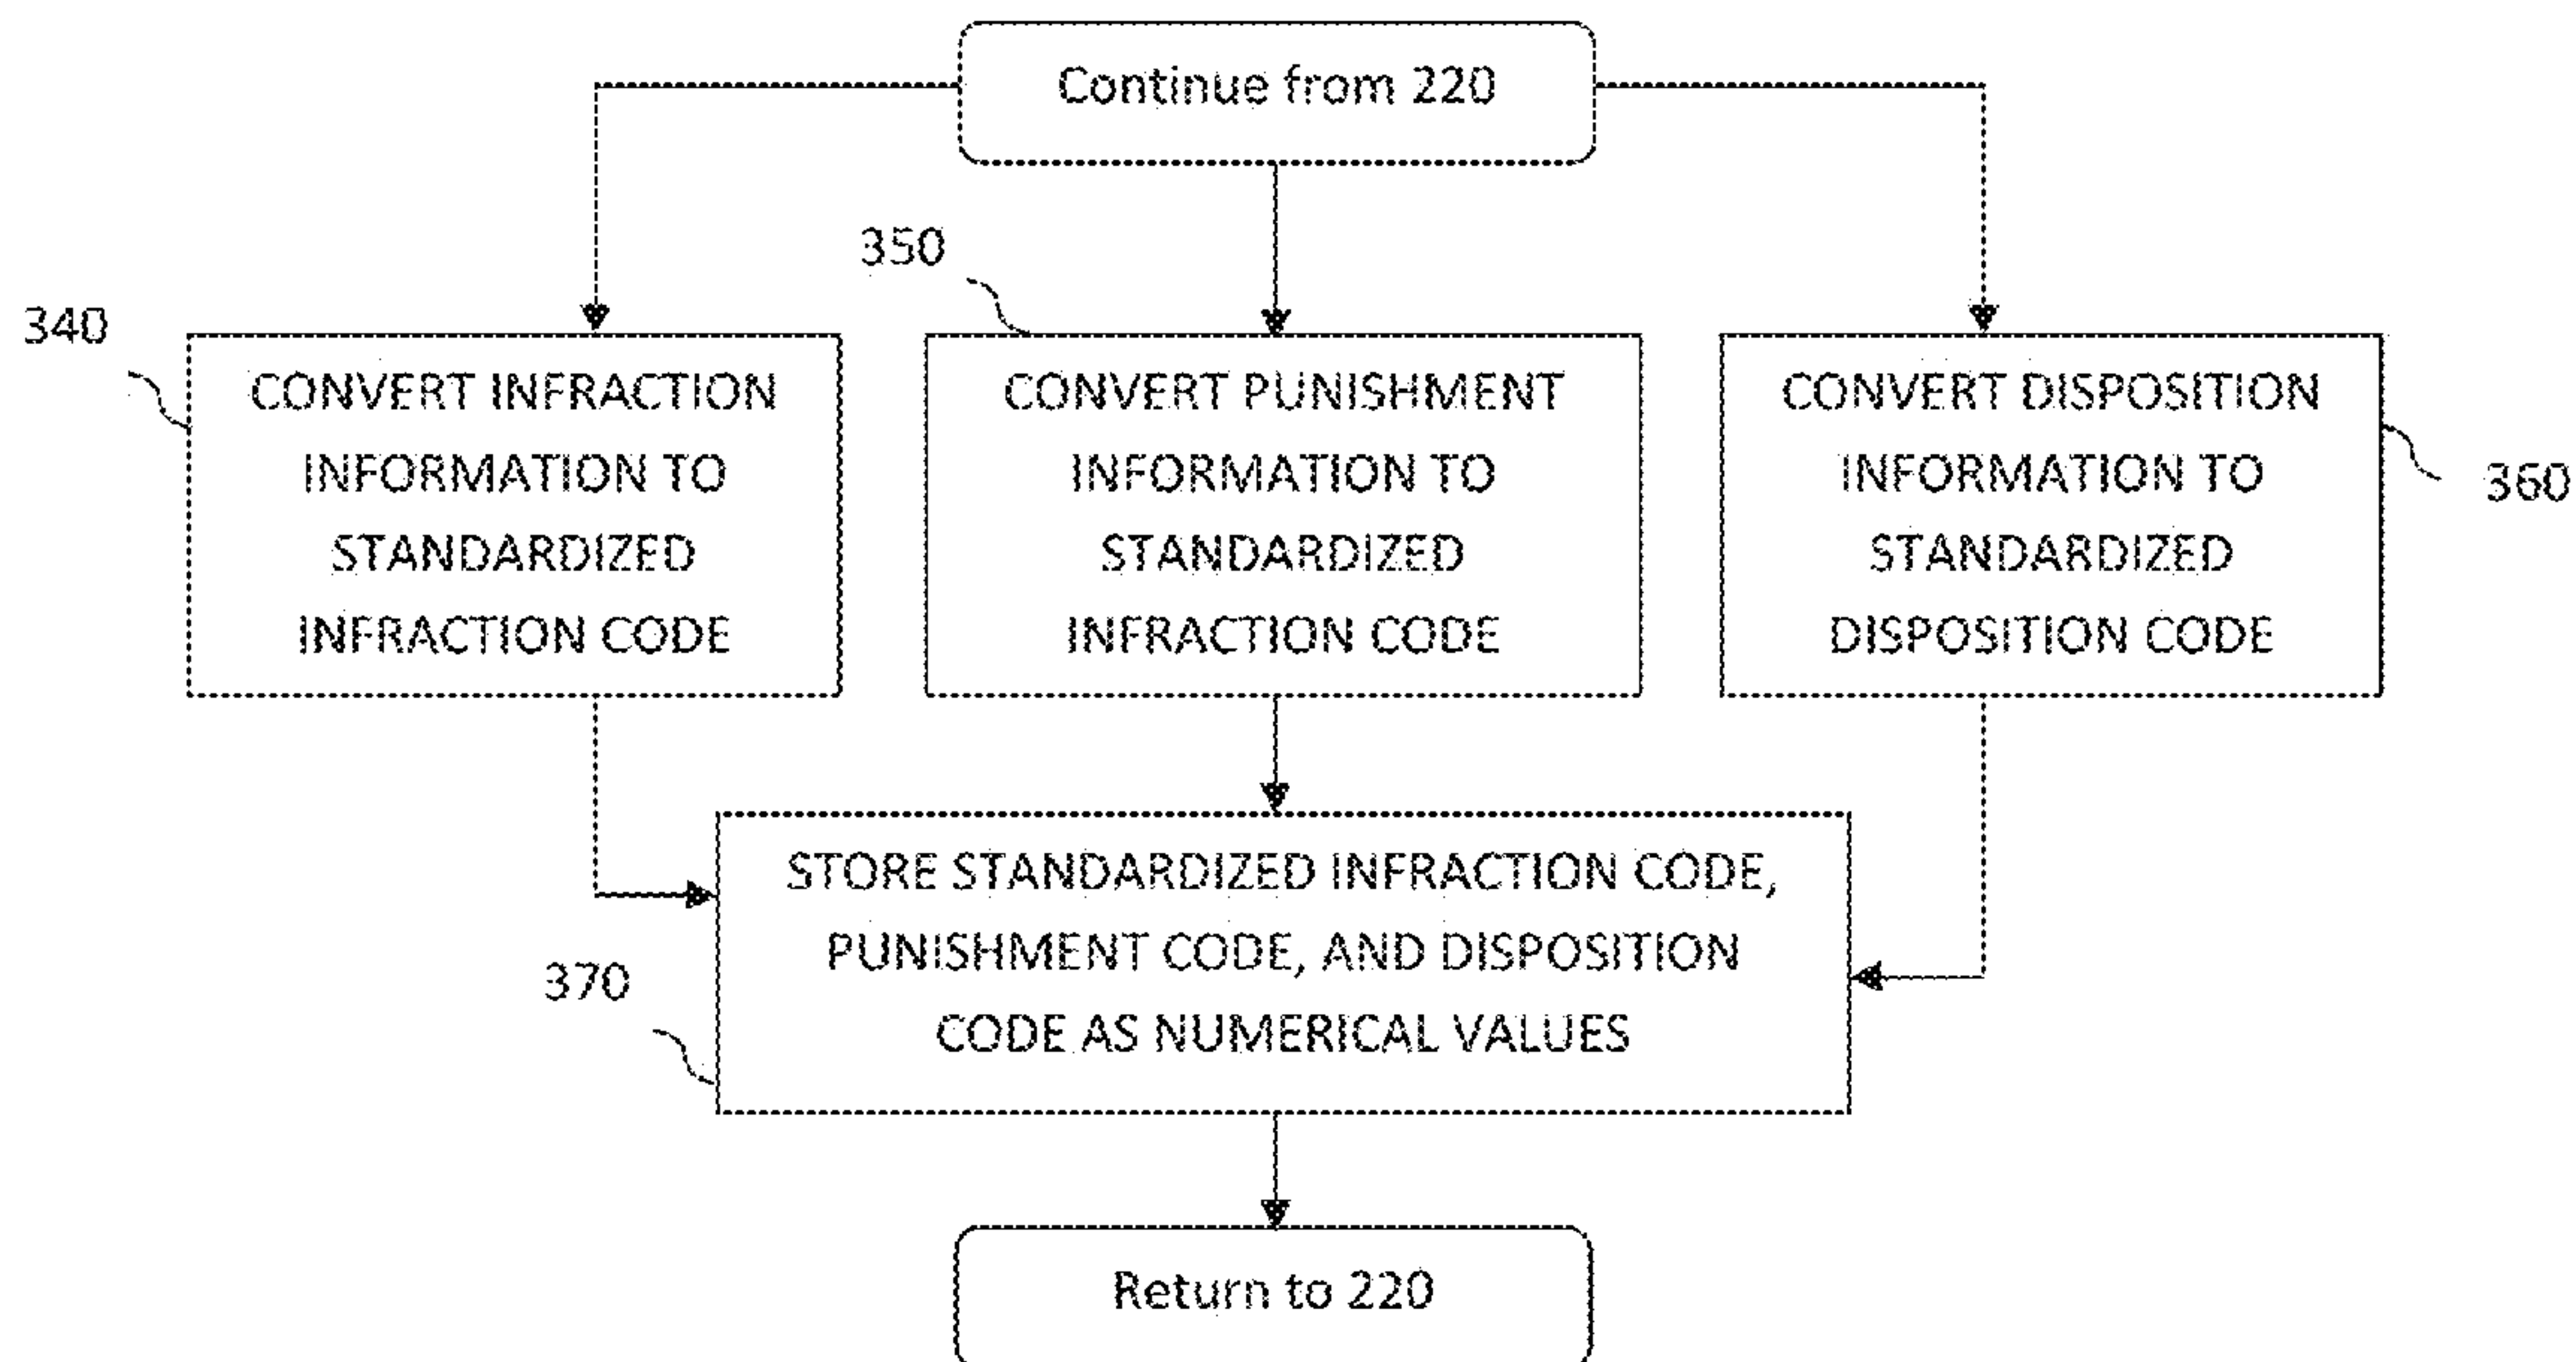 Continue from 220
350
340
CONVERT INFRACTION
INFORMATION TO
STANDARDIZED
INFRACTION CODE
CONVERT PUNISHMENT
INFORMATION TO
STANDARDIZED
INFRACTION CODE
CONVERT DISPOSITION
INFORMATION TO
STANDARDIZED
DISPOSITION CODE
360
STORE STANDARDIZED INFRACTION CODE,
PUNISHMENT CODE, AND DISPOSITION
CODE AS NUMERICAL VALUES
370
Return to 220